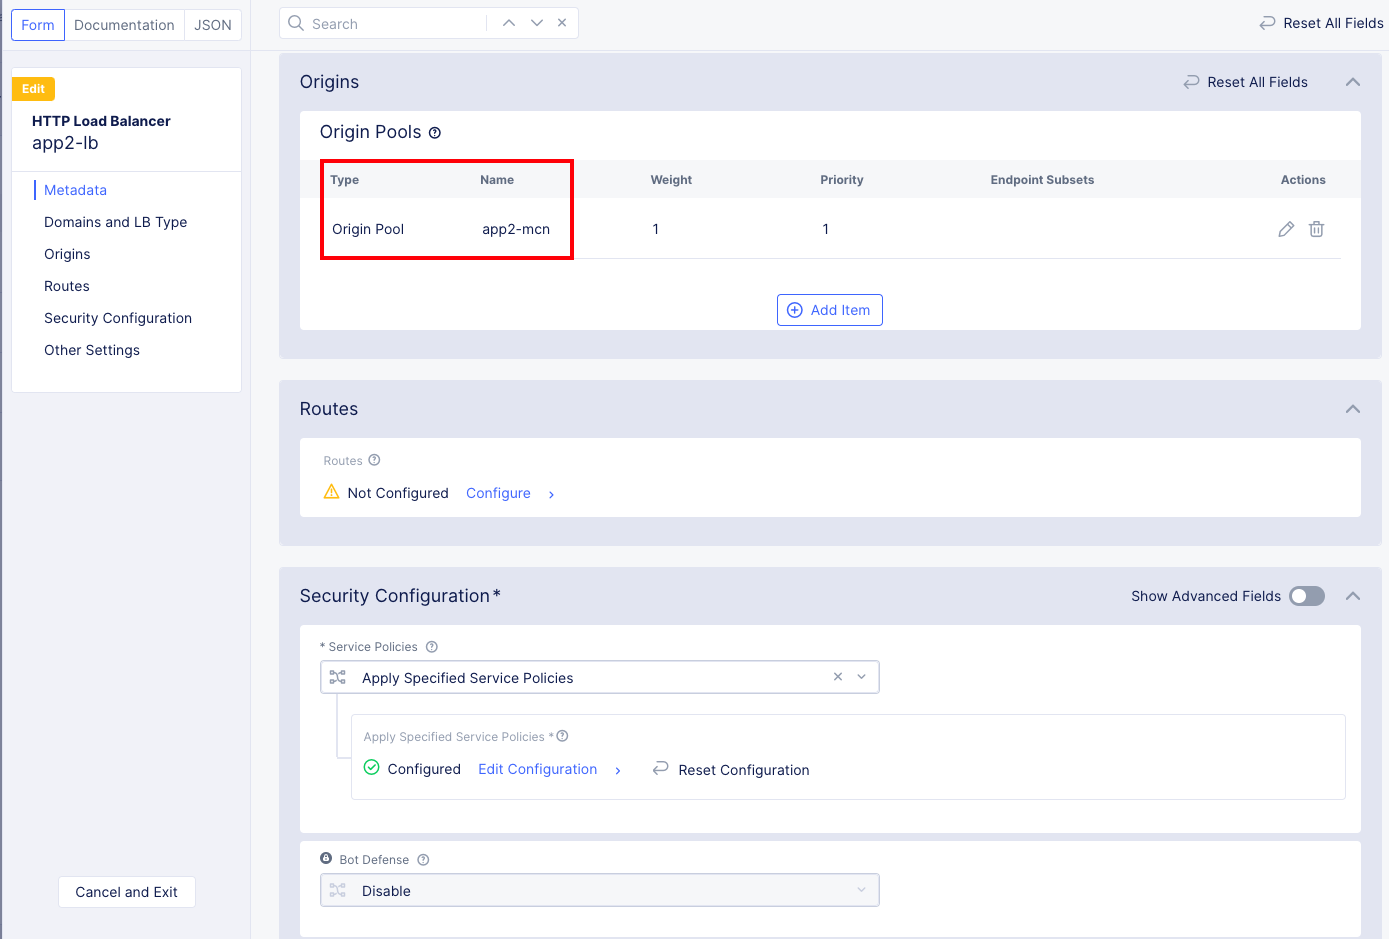 Form Documentation JSON
Search
Reset All Fields
Edit
HTTP Load Balancer
app2-lb
Metadata
Domains and LB Type
Origins
Routes
Security Configuration
Other Settings
Cancel and Exit
Origins
Reset All Fields
Origin Pools
Type Name Weight Priority Endpoint Subsets Actions
Origin Pool app2-mcn 1 1
Add Item
Routes
Routes
Not Configured Configure
Security Configuration*
Show Advanced Fields
* Service Policies
Apply Specified Service Policies
Apply Specified Service Policies *
Configured Edit Configuration Reset Configuration
Bot Defense
Disable